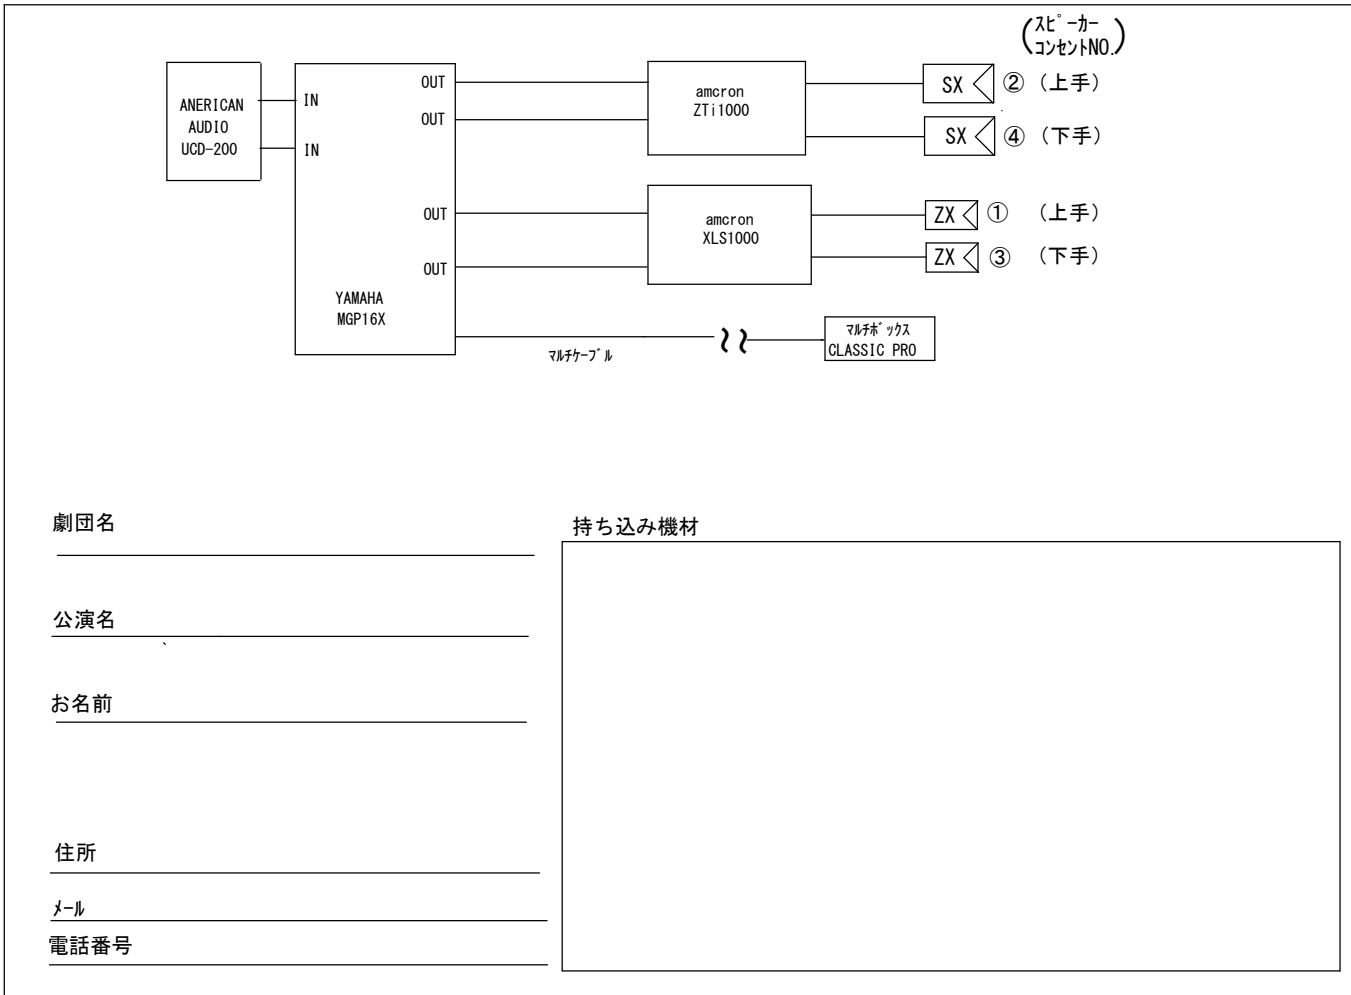 (スピーカー
コンセントNO.)
ANERICAN
AUDIO
UCD-200
IN
IN
OUT
OUT
OUT
OUT
YAMAHA
MGP16X
amcron
ZTi1000
amcron
XLS1000
SX ② (上手)
SX ④ (下手)
ZX ① (上手)
ZX ③ (下手)
マルチケーブル
マルチボックス
CLASSIC PRO
劇団名
公演名
お名前
住所
メール
電話番号
持ち込み機材